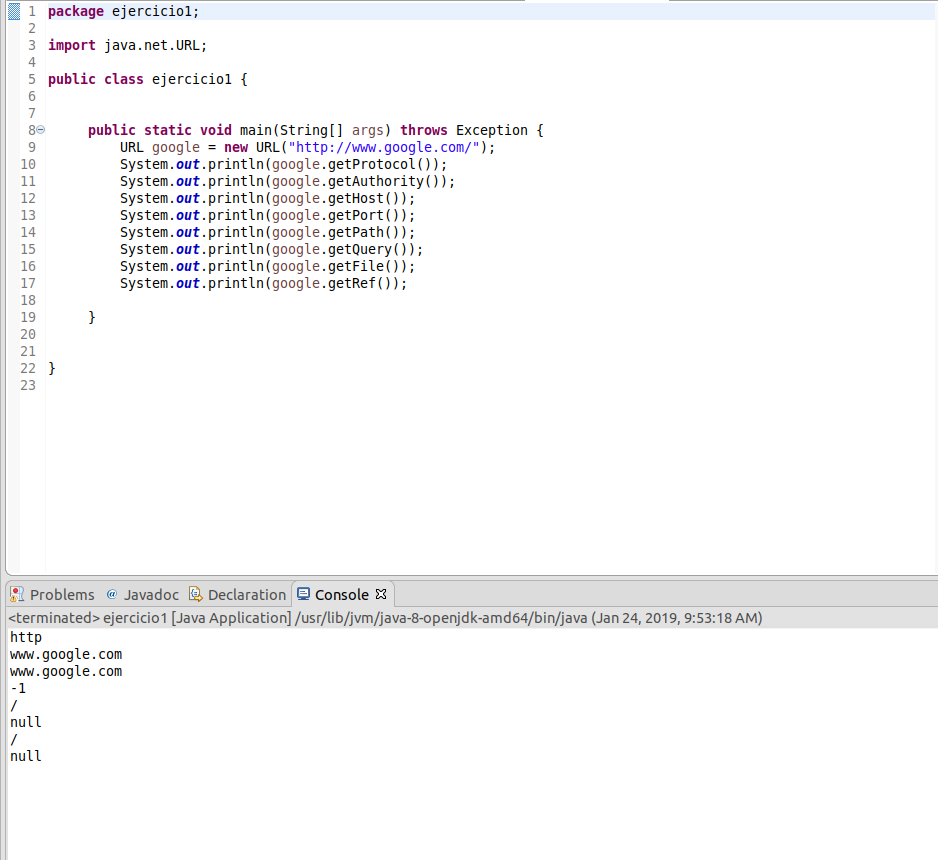 1 package ejercicio1;
2
3 import java.net.URL;
4
5 public class ejercicio1 {
6
7
8 public static void main(String[] args) throws Exception {
9 URL google = new URL("http://www.google.com/");
10 System.out.println(google.getProtocol());
11 System.out.println(google.getAuthority());
12 System.out.println(google.getHost());
13 System.out.println(google.getPort());
14 System.out.println(google.getPath());
15 System.out.println(google.getQuery());
16 System.out.println(google.getFile());
17 System.out.println(google.getRef());
18
19 }
20
21
22 }
23
Problems @ Javadoc Declaration Console
<terminated> ejercicio1 [Java Application] /usr/lib/jvm/java-8-openjdk-amd64/bin/java (Jan 24, 2019, 9:53:18 AM)
http
www.google.com
www.google.com
-1
/
null
/
null